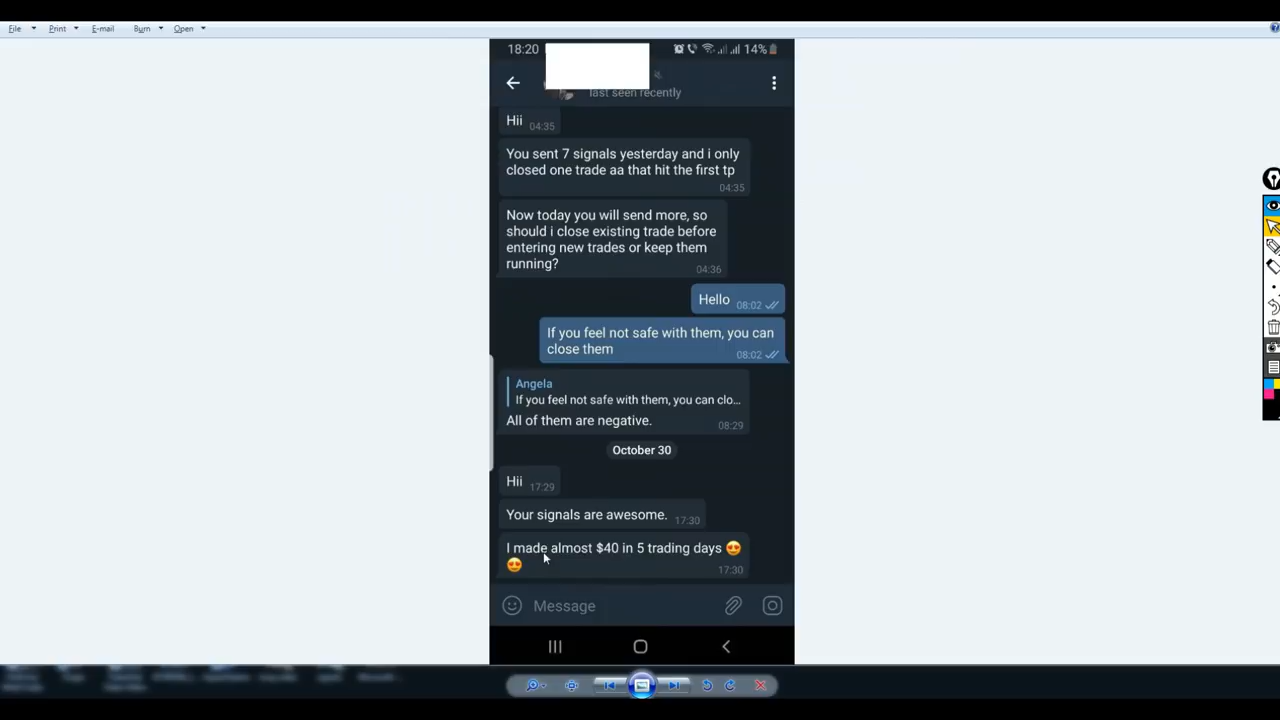 File Print E-mail Burn Open
18:20 14%
last seen recently
Hii 04:35
You sent 7 signals yesterday and i only
closed one trade aa that hit the first tp
04:35
Now today you will send more, so
should i close existing trade before
entering new trades or keep them
running? 04:36
Hello 08:02
If you feel not safe with them, you can
close them 08:02
Angela
If you feel not safe with them, you can clo...
All of them are negative. 08:29
October 30
Hii 17:29
Your signals are awesome. 17:30
I made almost $40 in 5 trading days 😍
😍 17:30
Message